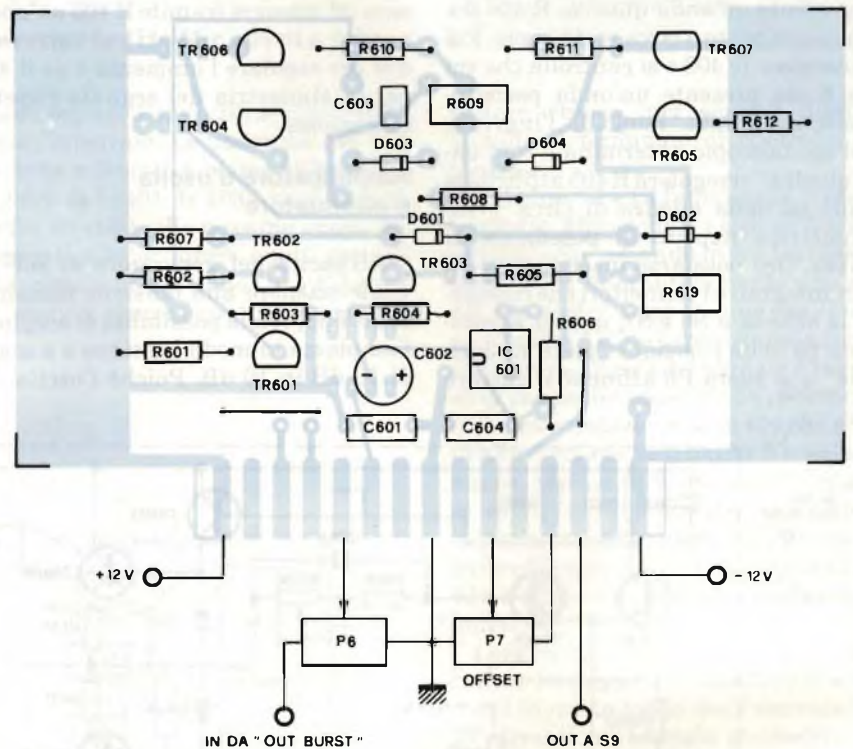 TR606
R610
R611
TR607
C603
R609
TR604
R612
D603
D604
TR605
R608
D601
D602
R607
TR602
TR603
R602
R605
R619
R603
R604
R606
R601
C602
IC
601
- +
TR601
C601
C604
+ 12 V
- 12V
P6
P7
OFFSET
IN DA " OUT BURST "
OUT A S9